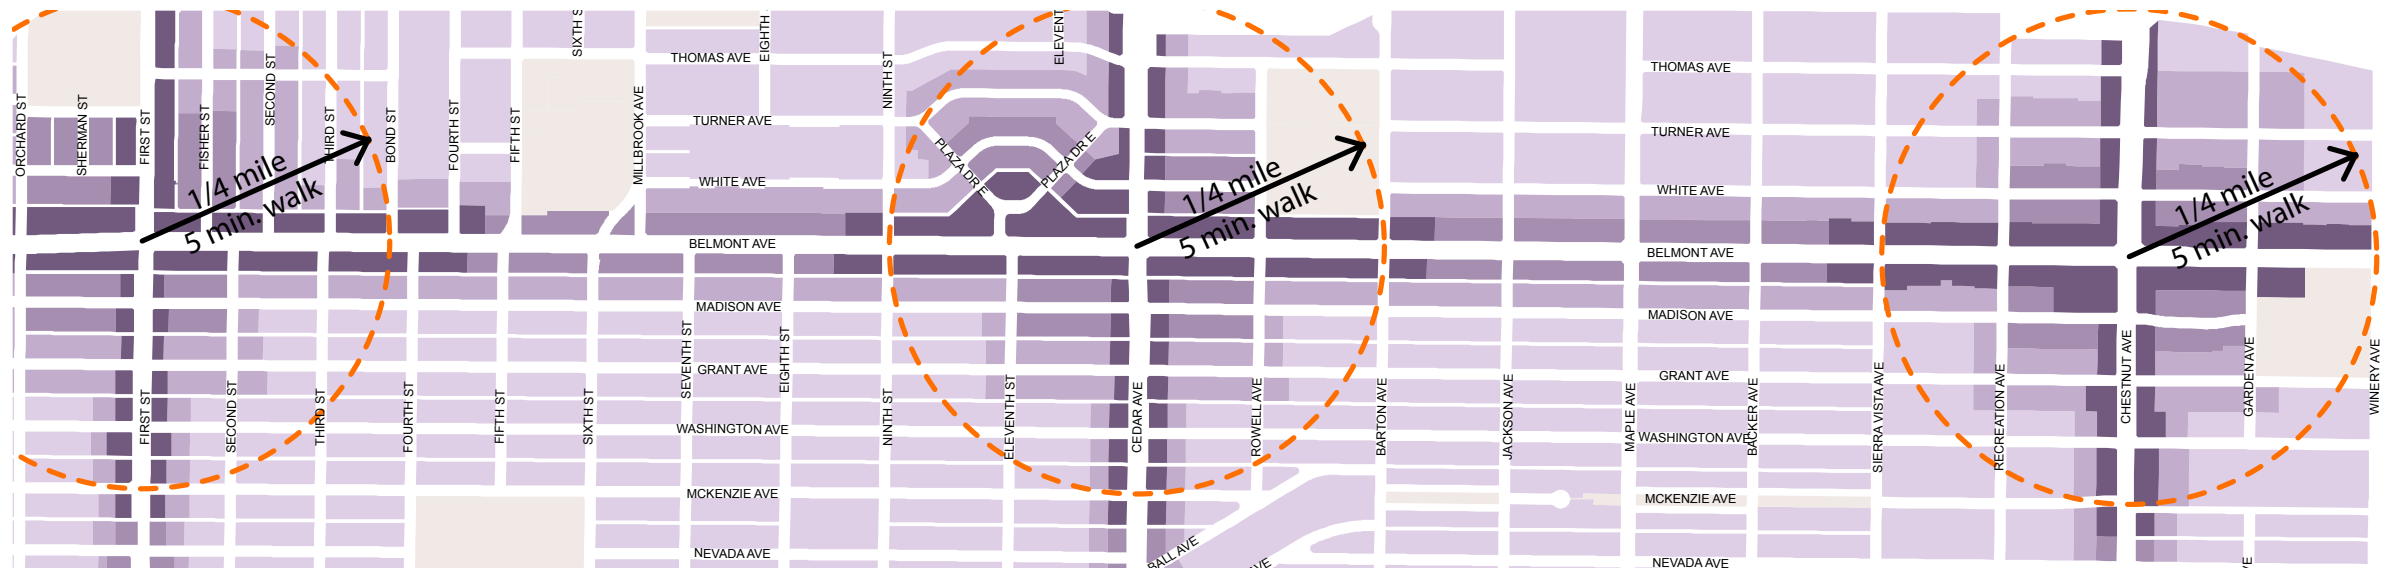 SIXTH S
EIGHTH
ELEVENT
THOMAS AVE
THOMAS AVE
SECOND ST
NINTH ST
ORCHARD ST
SHERMAN ST
FIRST ST
FISHER ST
THIRD ST
BOND ST
FOURTH ST
FIFTH ST
MILLBROOK AVE
TURNER AVE
TURNER AVE
PLAZA DR E
PLAZA DR E
WHITE AVE
WHITE AVE
1/4 mile
5 min. walk
1/4 mile
5 min. walk
1/4 mile
5 min. walk
BELMONT AVE
BELMONT AVE
MADISON AVE
MADISON AVE
SEVENTH ST
EIGHTH ST
GRANT AVE
GRANT AVE
FIRST ST
SECOND ST
THIRD ST
FOURTH ST
FIFTH ST
SIXTH ST
NINTH ST
ELEVENTH ST
CEDAR AVE
ROWELL AVE
BARTON AVE
JACKSON AVE
MAPLE AVE
BACKER AVE
SIERRA VISTA AVE
RECREATION AVE
CHESTNUT AVE
GARDEN AVE
WINERY AVE
WASHINGTON AVE
WASHINGTON AVE
MCKENZIE AVE
MCKENZIE AVE
NEVADA AVE
BALL AVE
VE
NEVADA AVE
VE